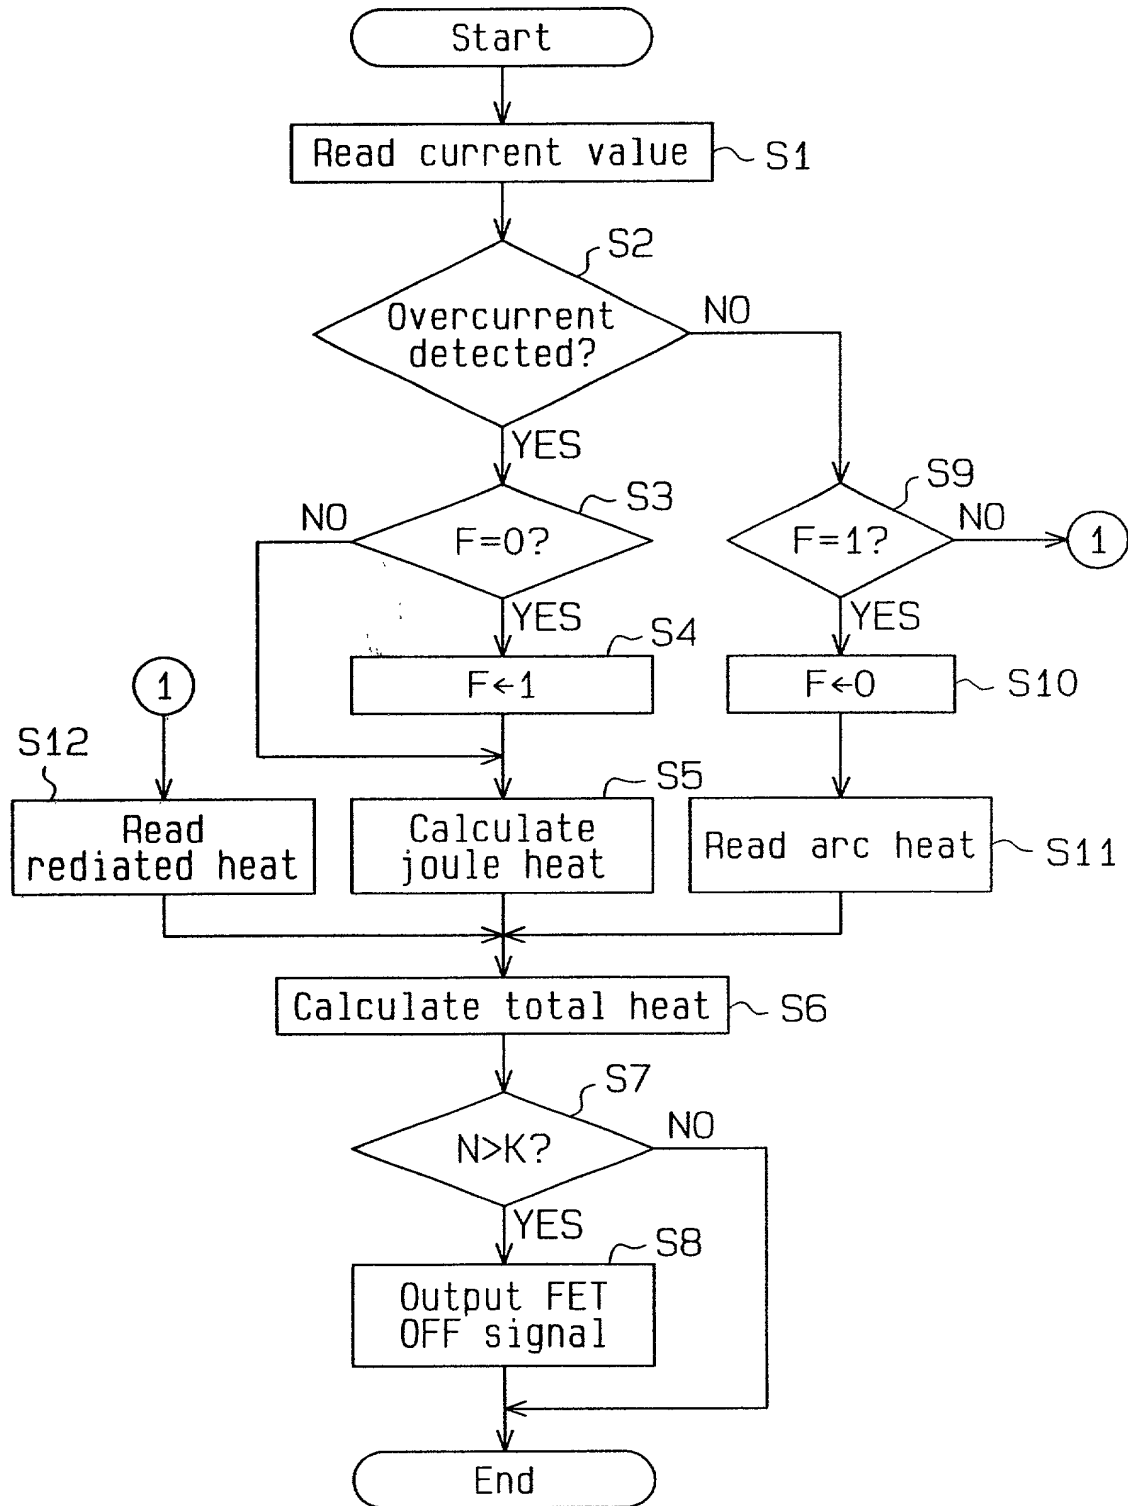 Start
Read current value
S1
S2
Overcurrent
detected?
NO
YES
S3
NO
F=0?
S9
F=1?
NO
1
YES
YES
S4
F←1
F←0
S10
1
S12
Read
rediated heat
S5
Calculate
joule heat
Read arc heat
S11
Calculate total heat
S6
S7
N>K?
NO
YES
S8
Output FET
OFF signal
End